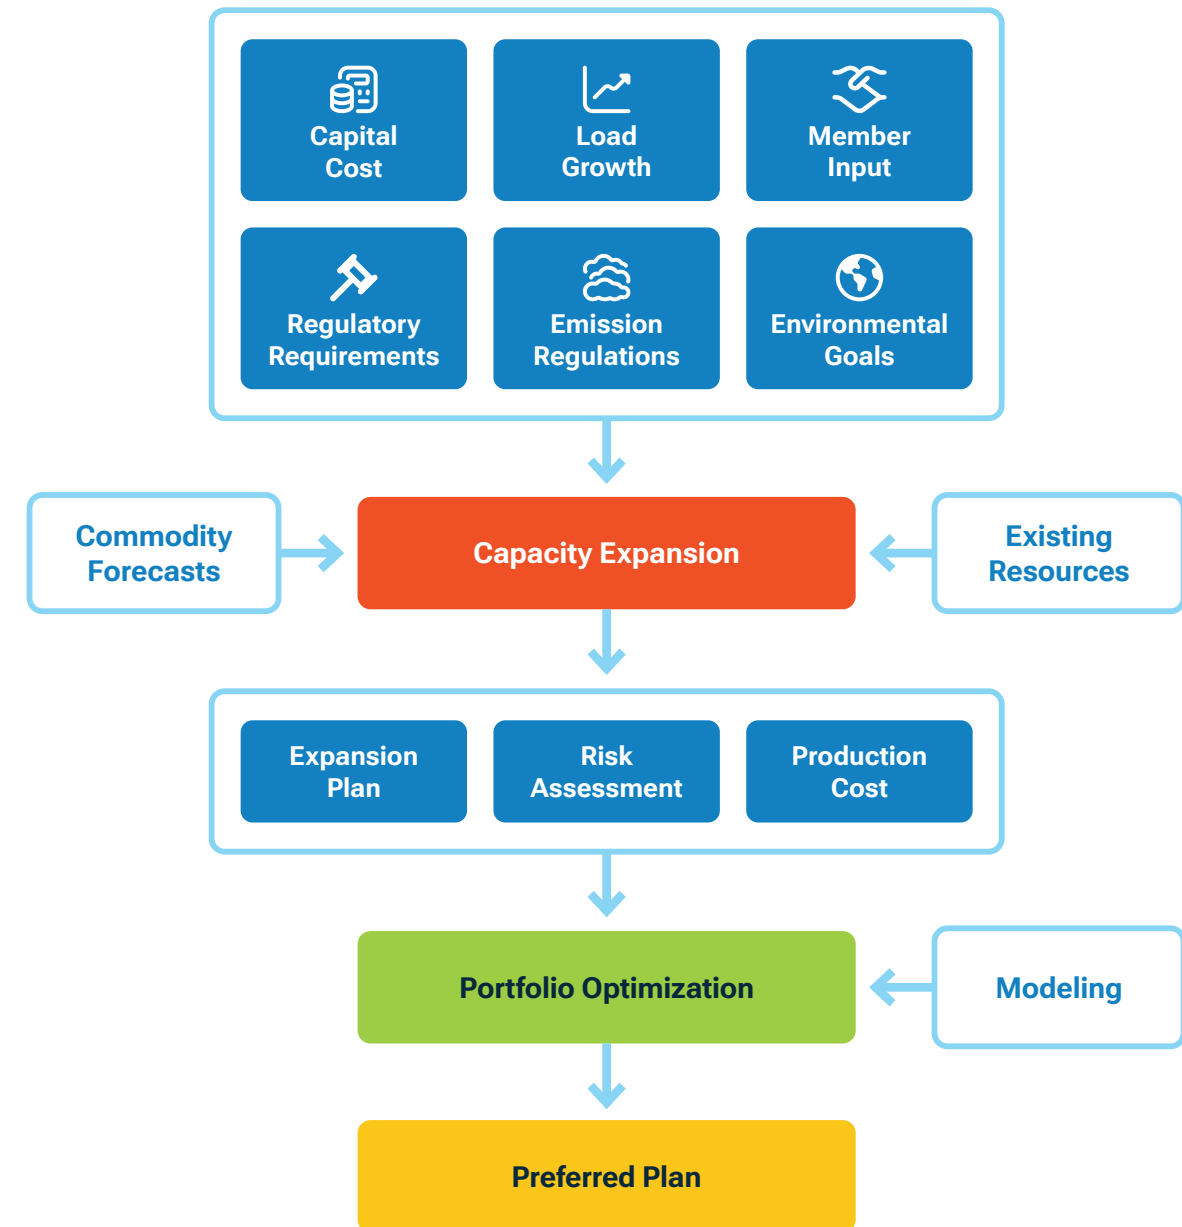 Capital
Cost
Load
Growth
Member
Input
Regulatory
Requirements
Emission
Regulations
Environmental
Goals
Commodity
Forecasts
Capacity Expansion
Existing
Resources
Expansion
Plan
Risk
Assessment
Production
Cost
Portfolio Optimization
Modeling
Preferred Plan